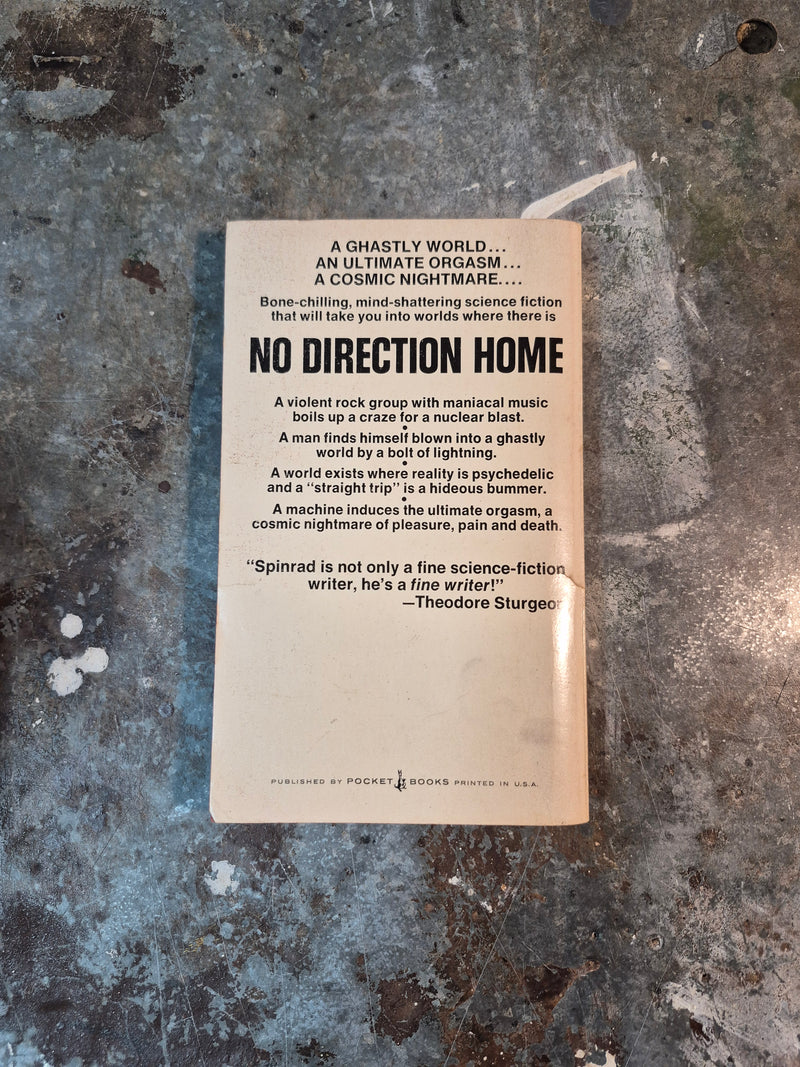 A GHASTLY WORLD...
AN ULTIMATE ORGASM...
A COSMIC NIGHTMARE....
Bone-chilling, mind-shattering science fiction
that will take you into worlds where there is
NO DIRECTION HOME
A violent rock group with maniacal music
boils up a craze for a nuclear blast.
•
A man finds himself blown into a ghastly
world by a bolt of lightning.
•
A world exists where reality is psychedelic
and a “straight trip” is a hideous bummer.
•
A machine induces the ultimate orgasm, a
cosmic nightmare of pleasure, pain and death.
“Spinrad is not only a fine science-fiction
writer, he’s a fine writer!”
—Theodore Sturgeon
PUBLISHED BY POCKET BOOKS PRINTED IN U.S.A.